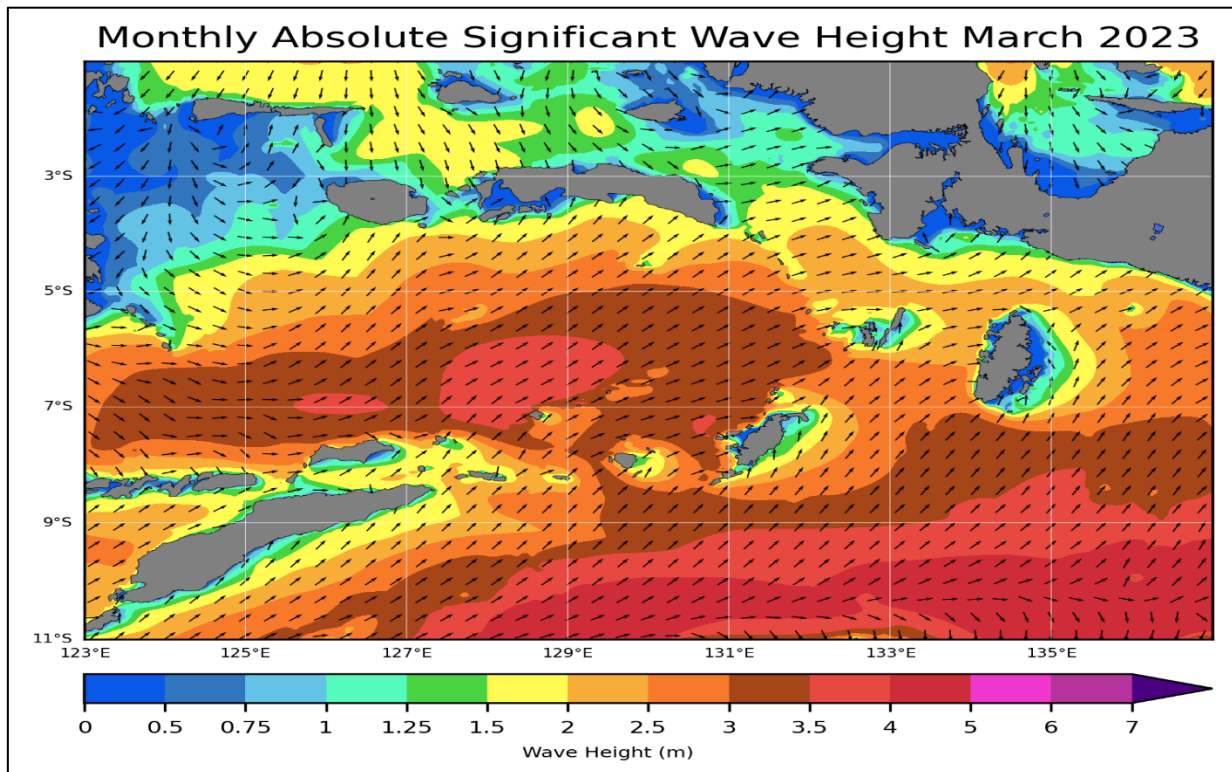 Monthly Absolute Significant Wave Height March 2023
3°S
5°S
7°S
9°S
11°S
123°E 125°E 127°E 129°E 131°E 133°E 135°E
0 0.5 0.75 1 1.25 1.5 2 2.5 3 3.5 4 5 6 7
Wave Height (m)